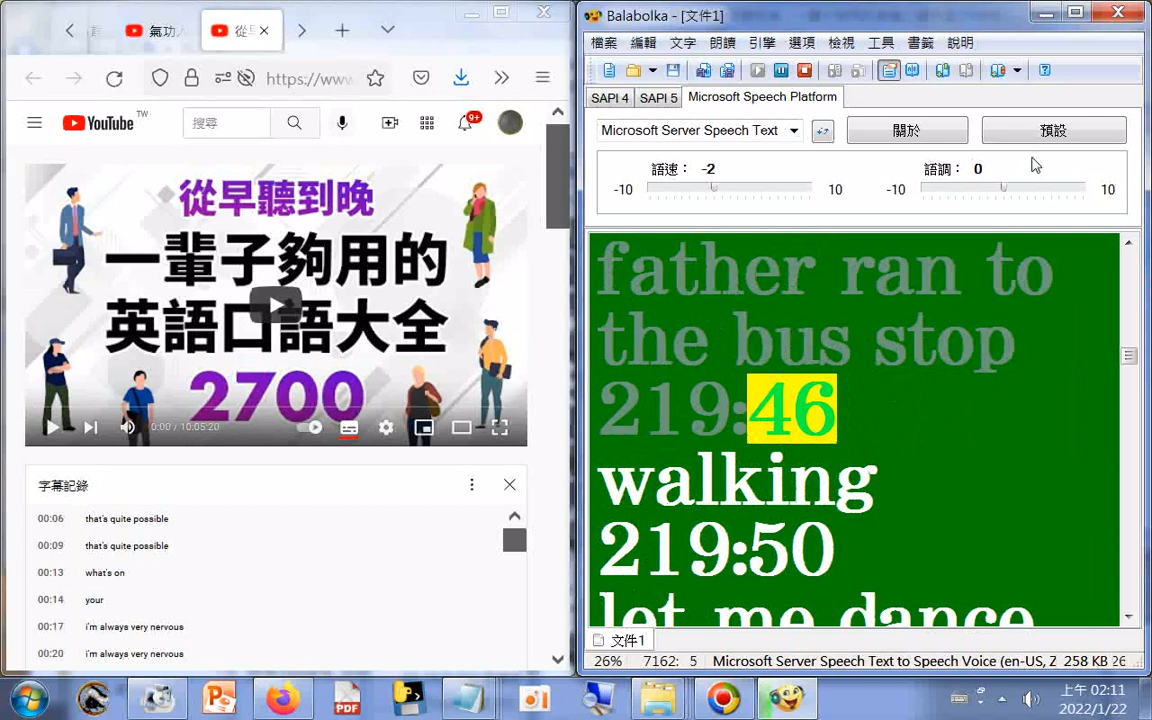 氣功
從
https://www
YouTube TW
搜尋
9+
從早聽到晚
一輩子夠用的
英語口語大全
2700
0:00 / 10:05:20
字幕記錄
00:06 that's quite possible
00:09 that's quite possible
00:13 what's on
00:14 your
00:17 i'm always very nervous
00:20 i'm always very nervous
Balabolka - [文件1]
檔案 編輯 文字 朗讀 引擎 選項 檢視 工具 書籤 說明
SAPI 4 SAPI 5 Microsoft Speech Platform
Microsoft Server Speech Text 關於 預設
語速： -2 語調： 0
-10 10 -10 10
father ran to
the bus stop
219:46
walking
219:50
let me dance
文件1
26% 7162: 5 Microsoft Server Speech Text to Speech Voice (en-US, Z 258 KB 26
PDF
上午 02:11
2022/1/22